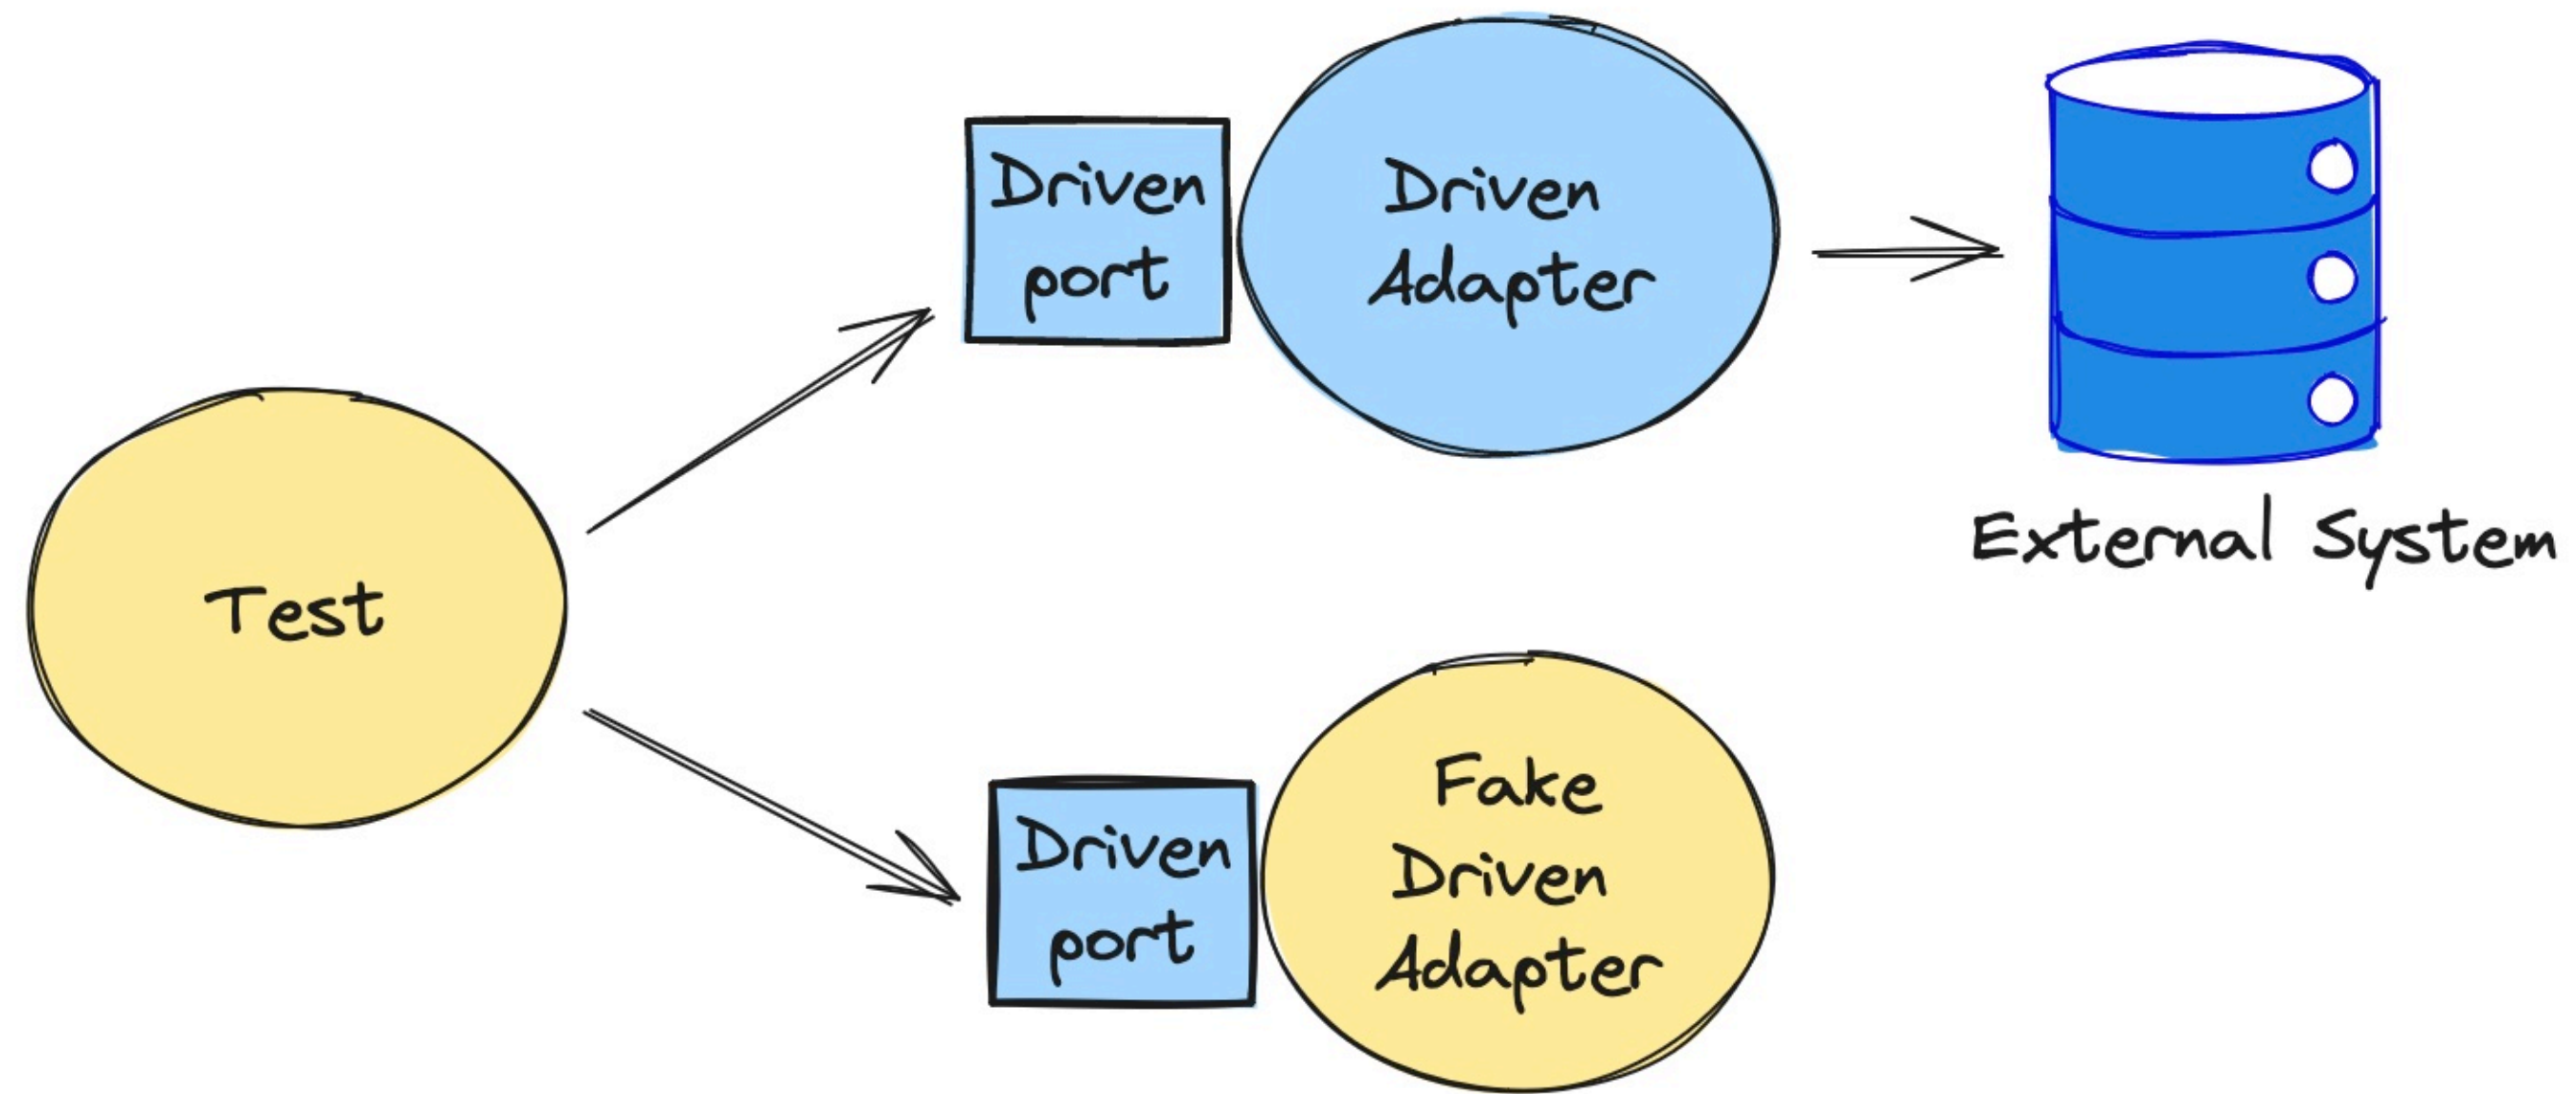 Driven
port
Driven
Adapter
External System
Test
Driven
port
Fake
Driven
Adapter